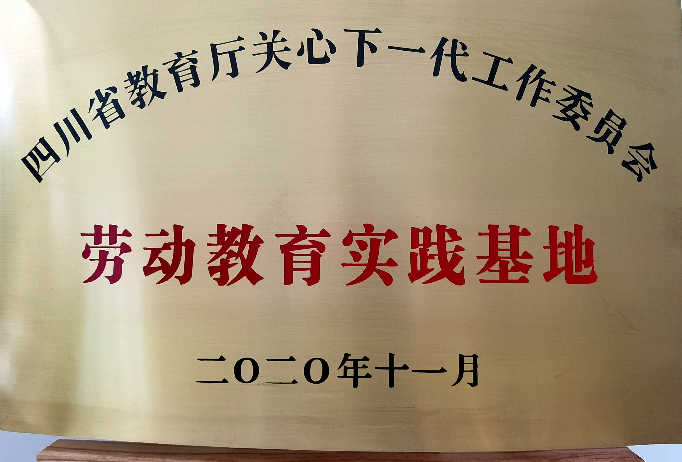 四川省教育厅关心下一代工作委员会
劳动教育实践基地
二〇二〇年十一月